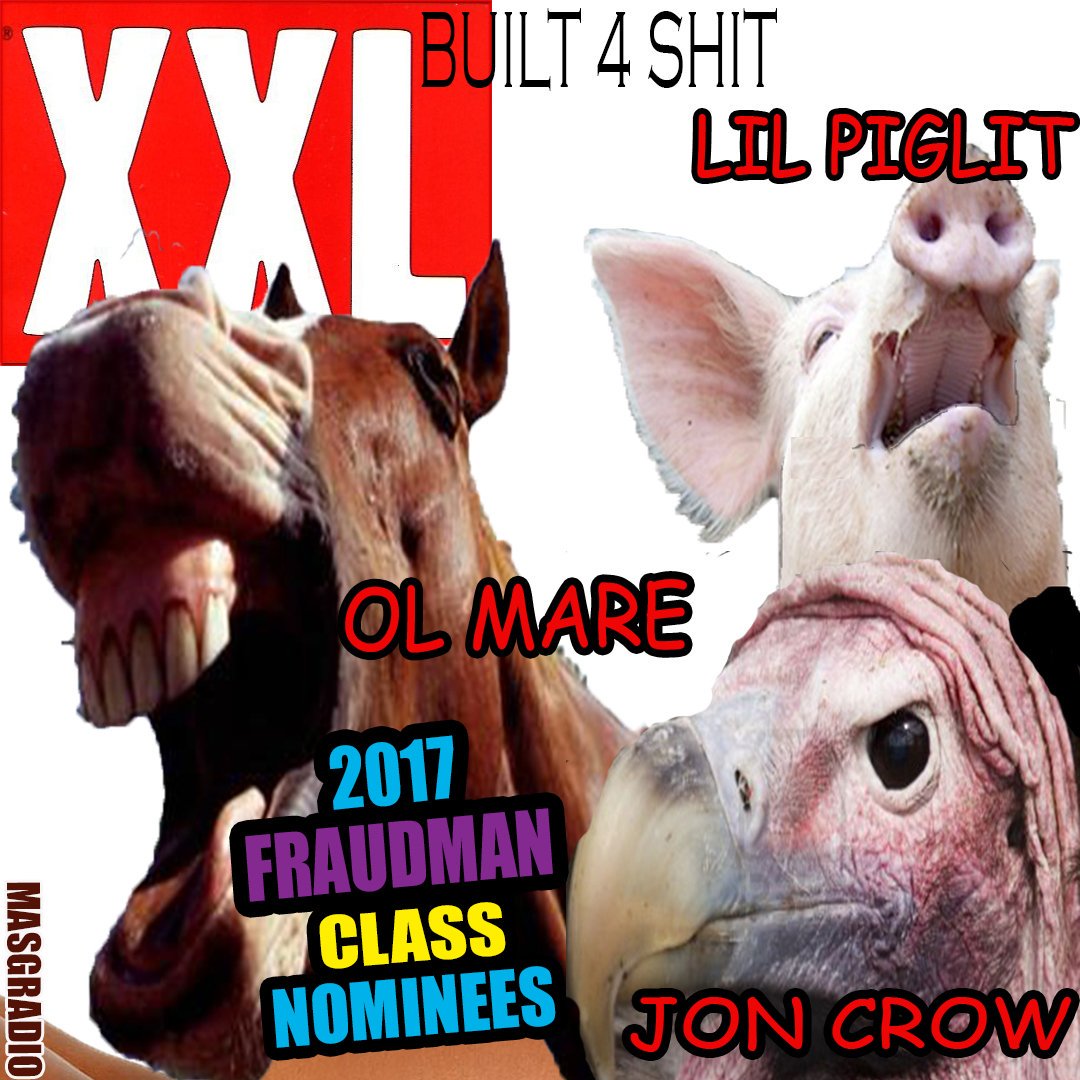 XXL
BUILT 4 SHIT
LIL PIGLIT
OL MARE
2017
FRAUDMAN
CLASS
NOMINEES
JON CROW
MASGRADIO